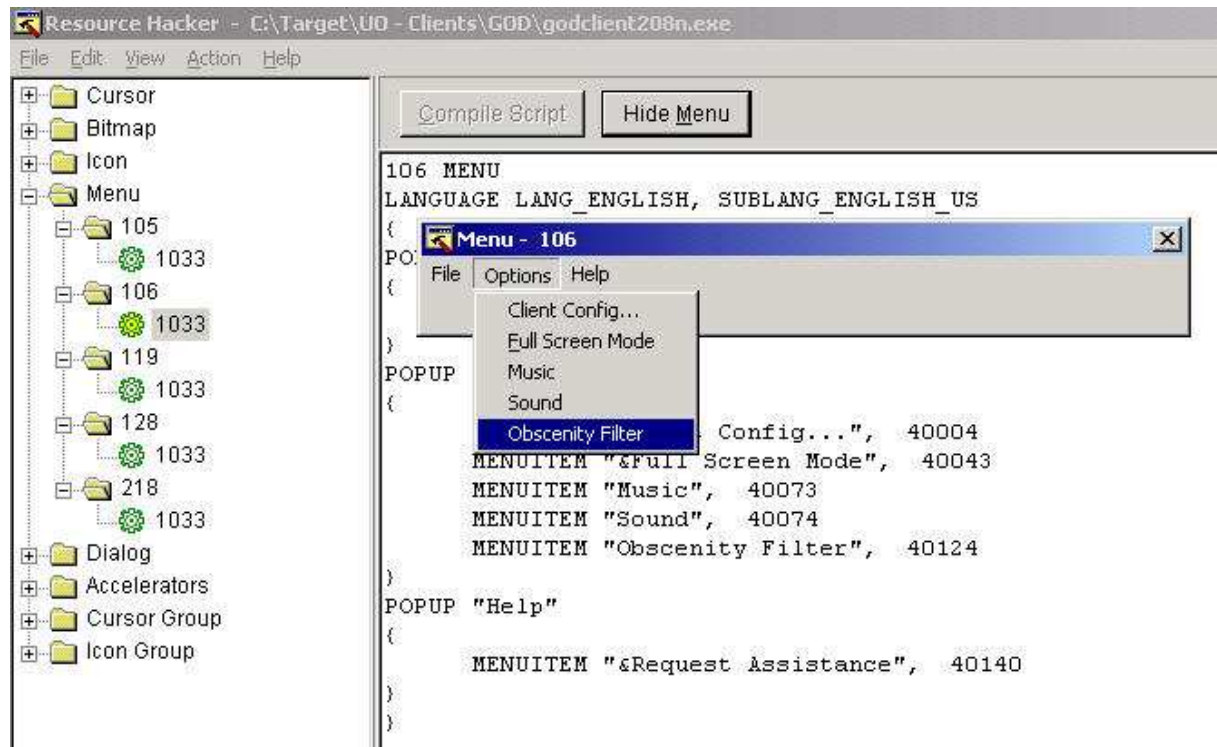 Resource Hacker - C:\Target\UO - Clients\GOD\godclient208n.exe
File Edit View Action Help
Cursor
Bitmap
Icon
Menu
105
1033
106
1033
119
1033
128
1033
218
1033
Dialog
Accelerators
Cursor Group
Icon Group
Compile Script Hide Menu
106 MENU
LANGUAGE LANG_ENGLISH, SUBLANG_ENGLISH_US
{
Menu - 106
File Options Help
Client Config...
Full Screen Mode
Music
Sound
Obscenity Filter
{
}
POPUP
{
Config...", 40004
MENUITEM "&Full Screen Mode", 40043
MENUITEM "Music", 40073
MENUITEM "Sound", 40074
MENUITEM "Obscenity Filter", 40124
}
POPUP "Help"
{
MENUITEM "&Request Assistance", 40140
}
}